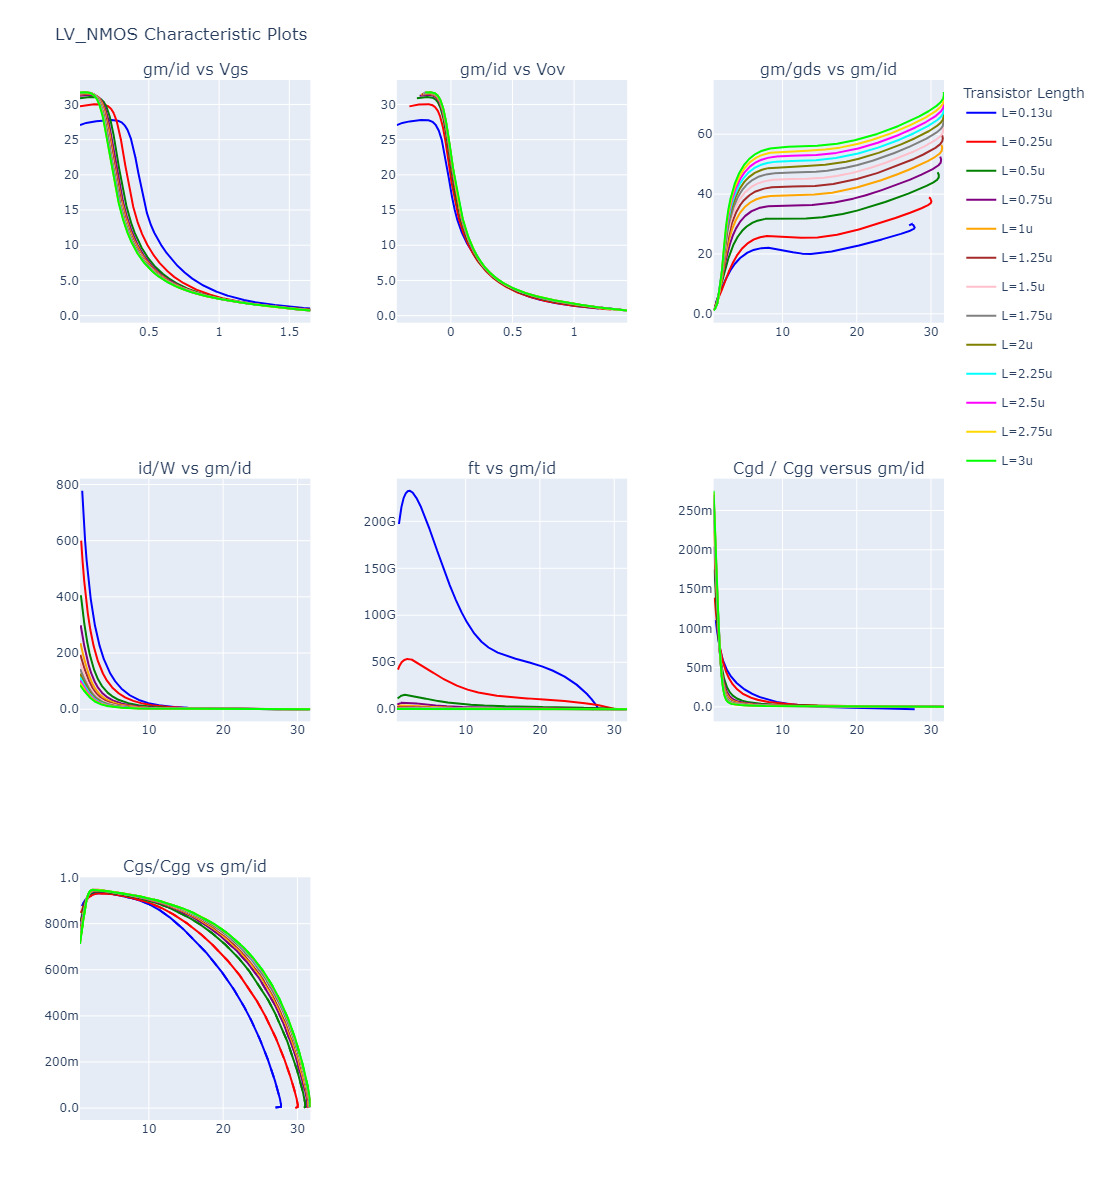 LV_NMOS Characteristic Plots
gm/id vs Vgs
gm/id vs Vov
gm/gds vs gm/id
Transistor Length
L=0.13u
L=0.25u
L=0.5u
L=0.75u
L=1u
L=1.25u
L=1.5u
L=1.75u
L=2u
L=2.25u
L=2.5u
L=2.75u
L=3u
30
25
20
15
10
5.0
0.0
0.5
1
1.5
30
25
20
15
10
5.0
0.0
0
0.5
1
60
40
20
0.0
10
20
30
id/W vs gm/id
ft vs gm/id
Cgd / Cgg versus gm/id
800
600
400
200
0.0
10
20
30
200G
150G
100G
50G
0.0
10
20
30
250m
200m
150m
100m
50m
0.0
10
20
30
Cgs/Cgg vs gm/id
1.0
800m
600m
400m
200m
0.0
10
20
30